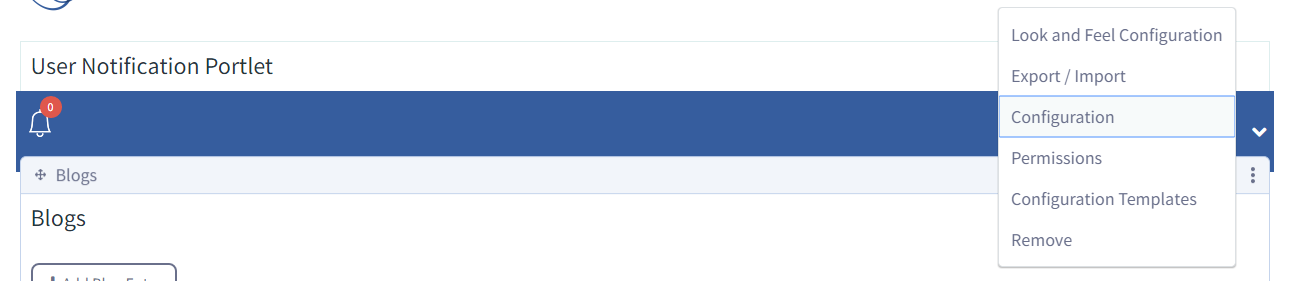 User Notification Portlet
0
Blogs
Blogs
Look and Feel Configuration
Export / Import
Configuration
Permissions
Configuration Templates
Remove